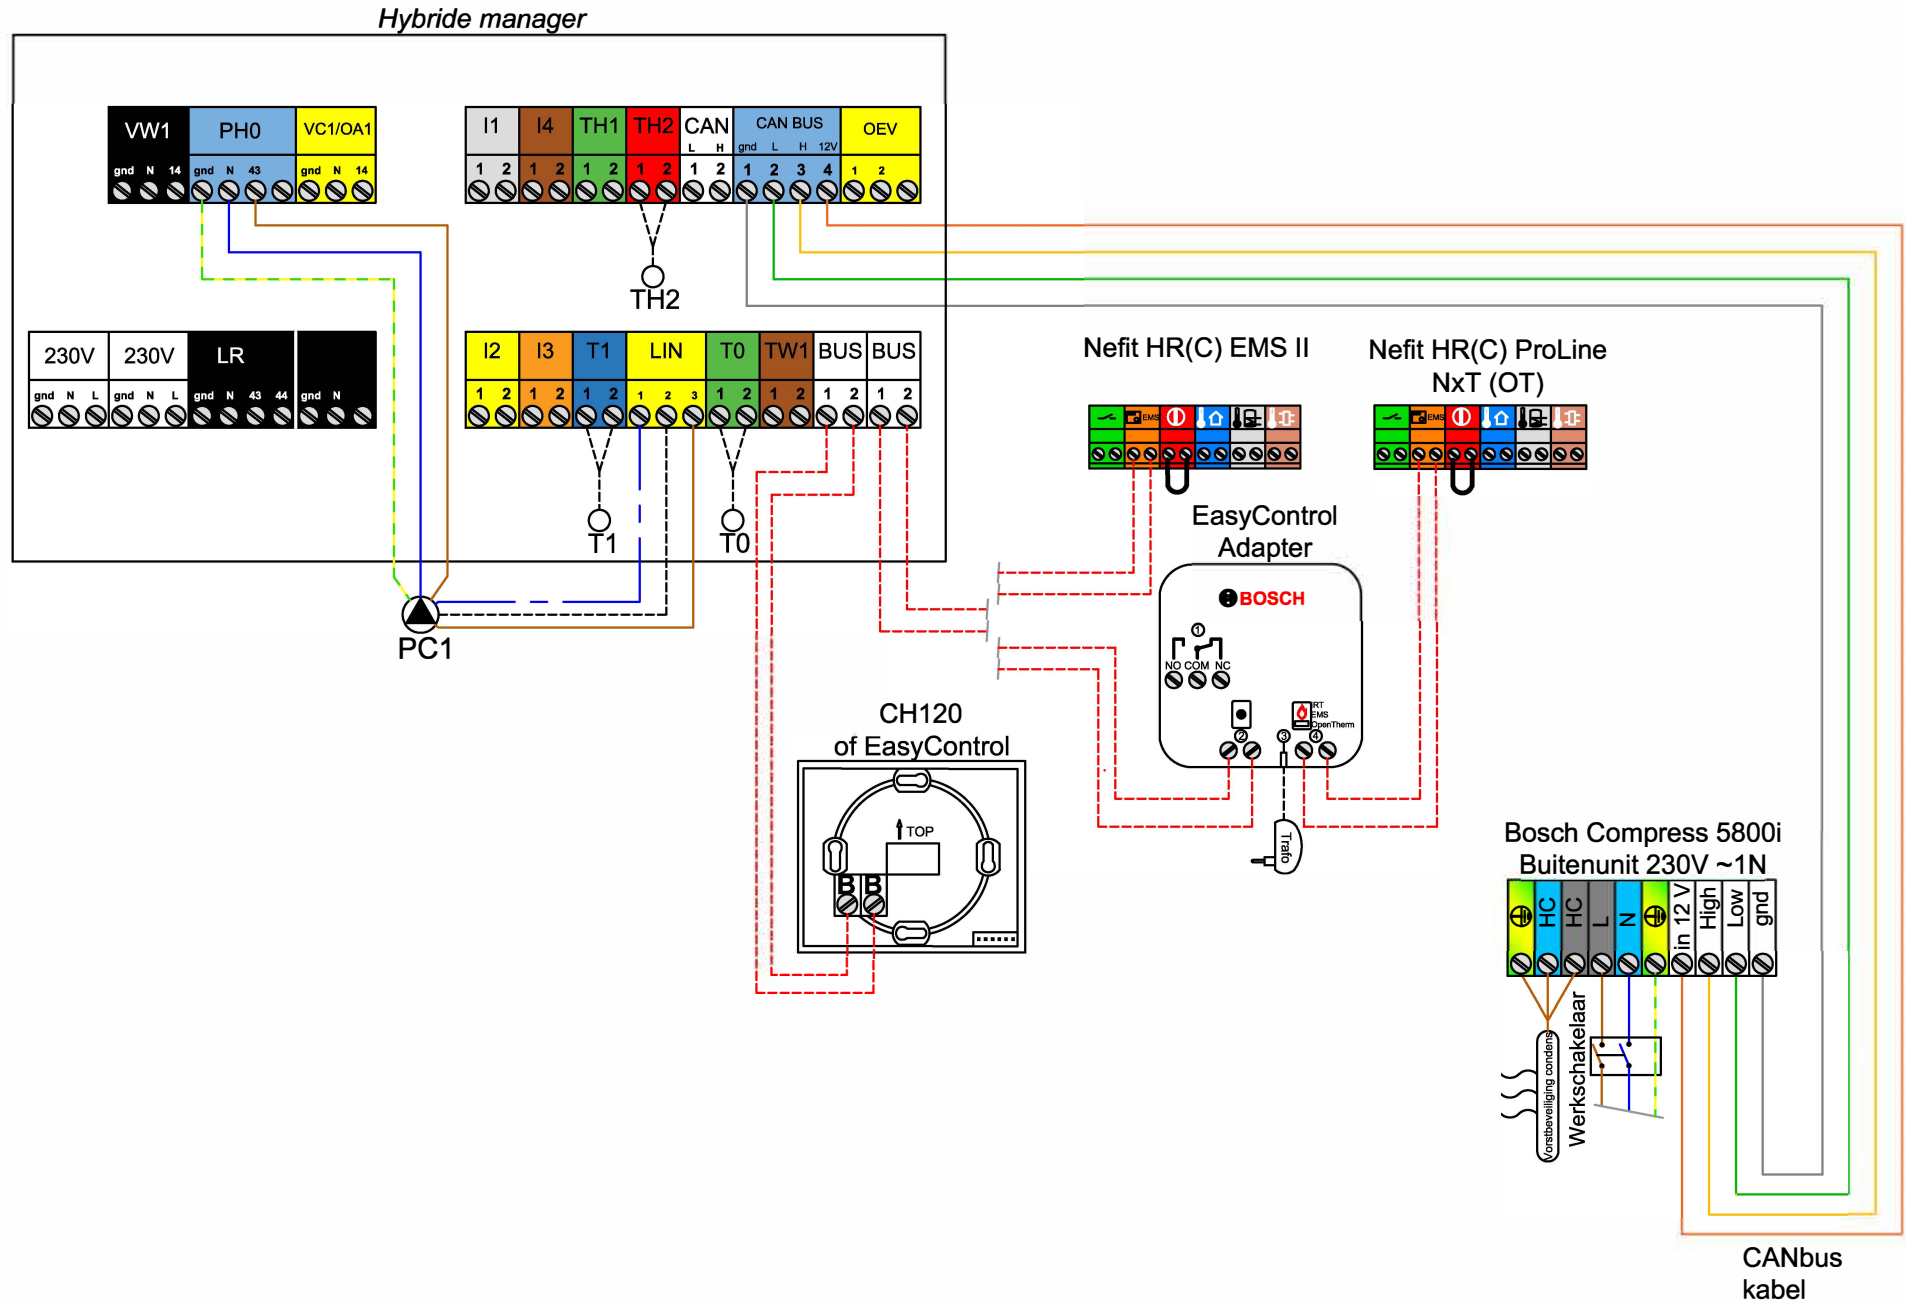 Hybride manager
VW1 PH0 VC1/OA1
gnd N 14 gnd N 43 gnd N 14
I1 I4 TH1 TH2 CAN CAN BUS OEV
L H gnd L H 12V
1 2 1 2 1 2 1 2 1 2 1 2 3 4 1 2
TH2
230V 230V LR
gnd N L gnd N L gnd N 43 44 gnd N
I2 I3 T1 LIN T0 TW1 BUS BUS
1 2 1 2 1 2 1 2 3 1 2 1 2 1 2 1 2
T1 T0
PC1
Nefit HR(C) EMS II
EMS
Nefit HR(C) ProLine
NxT (OT)
EMS
EasyControl
Adapter
BOSCH
1
NO COM NC
RT
EMS
OpenTherm
2 3 4
Trafo
CH120
of EasyControl
TOP
B B
Bosch Compress 5800i
Buitenunit 230V ~1N
HC HC L N in 12 V High Low gnd
Vorstbeveiliging condens
Werkschakelaar
CANbus
kabel